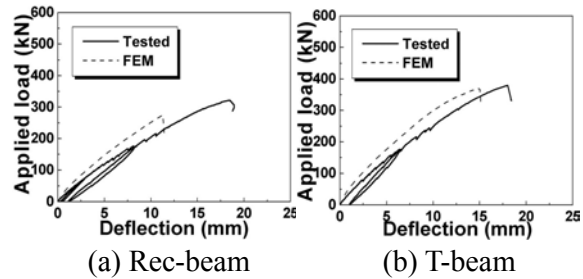 (a)
600
500
400
300
200
100
0
Applied load (kN)
Tested
FEM
0 5 10 15 20 25
Deflection (mm)
(a) Rec-beam
(b)
600
500
400
300
200
100
0
Applied load (kN)
Tested
FEM
0 5 10 15 20 25
Deflection (mm)
(b) T-beam